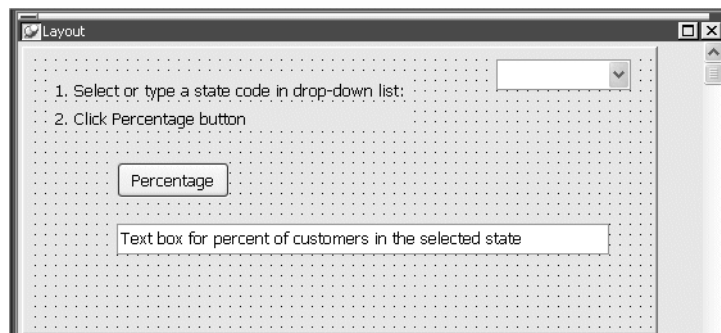 Layout
1. Select or type a state code in drop-down list:
2. Click Percentage button
Percentage
Text box for percent of customers in the selected state